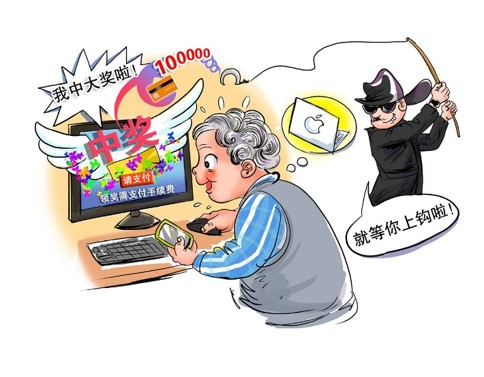 我中大奖啦！
100000
中奖
请支付
领奖需支付手续费
就等你上钩啦！